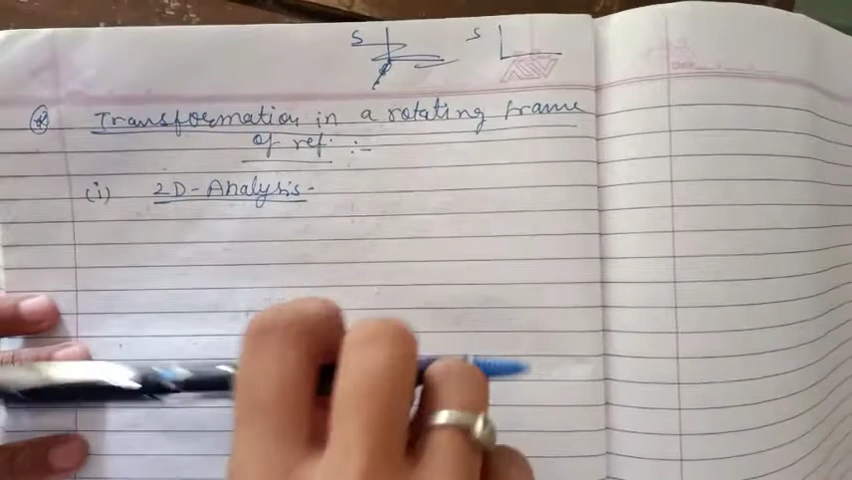 S S
Transformation in a rotating frame
of ref. :-
(i) 2D-Analysis-